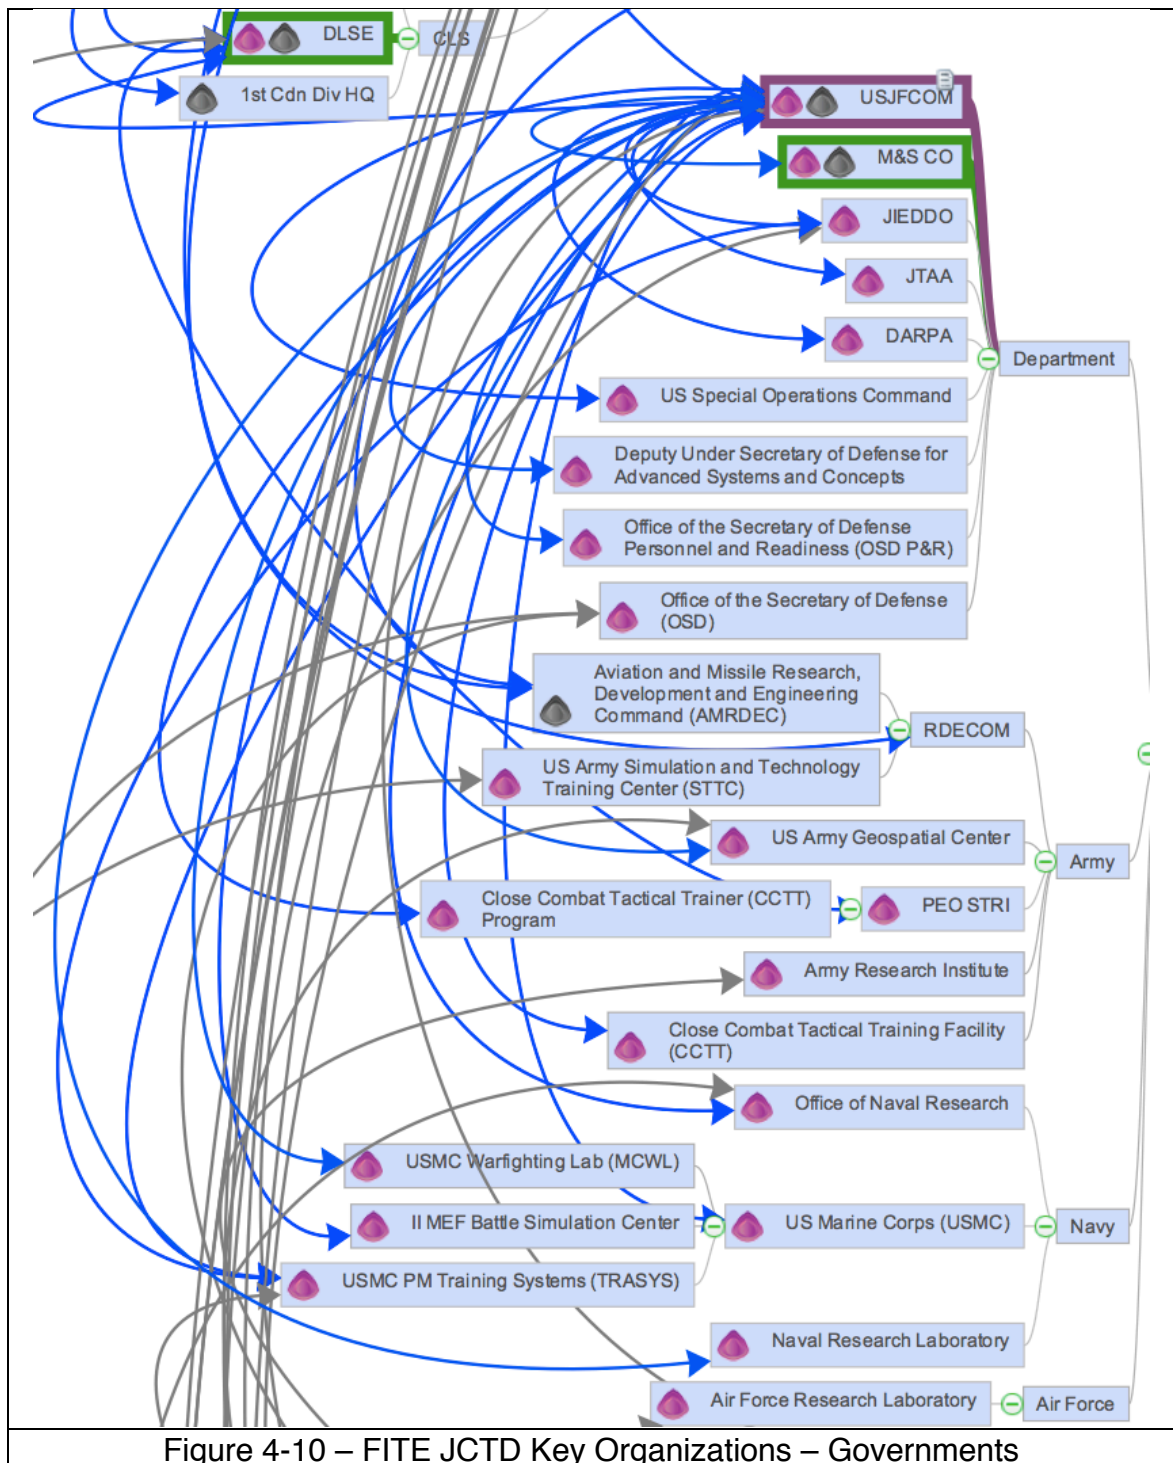 DLSE
CLS
1st Cdn Div HQ
USJFCOM
M&S CO
JIEDDO
JTAA
DARPA
Department
US Special Operations Command
Deputy Under Secretary of Defense for
Advanced Systems and Concepts
Office of the Secretary of Defense
Personnel and Readiness (OSD P&R)
Office of the Secretary of Defense
(OSD)
Aviation and Missile Research,
Development and Engineering
Command (AMRDEC)
RDECOM
US Army Simulation and Technology
Training Center (STTC)
US Army Geospatial Center
Army
Close Combat Tactical Trainer (CCTT)
Program
PEO STRI
Army Research Institute
Close Combat Tactical Training Facility
(CCTT)
Office of Naval Research
USMC Warfighting Lab (MCWL)
II MEF Battle Simulation Center
US Marine Corps (USMC)
Navy
USMC PM Training Systems (TRASYS)
Naval Research Laboratory
Air Force Research Laboratory
Air Force
Figure 4-10 – FITE JCTD Key Organizations – Governments